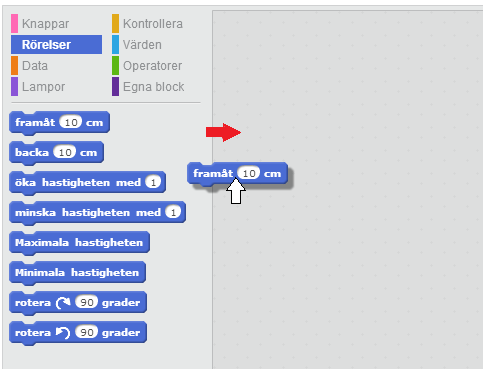 Knappar Kontrollera
Rörelser Värden
Data Operatorer
Lampor Egna block
framåt 10 cm
backa 10 cm
öka hastigheten med 1
framåt 10 cm
minska hastigheten med 1
Maximala hastigheten
Minimala hastigheten
rotera 90 grader
rotera 90 grader